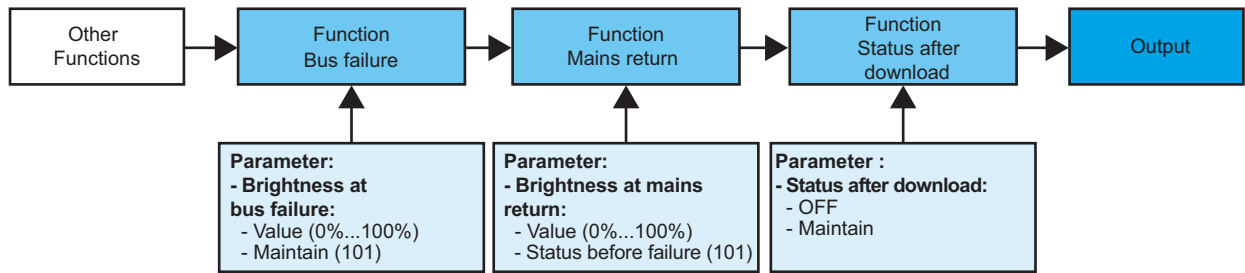 Other
Functions
Function
Bus failure
Function
Mains return
Function
Status after
download
Output
Parameter:
- Brightness at
bus failure:
- Value (0%...100%)
- Maintain (101)
Parameter:
- Brightness at mains
return:
- Value (0%...100%)
- Status before failure (101)
Parameter :
- Status after download:
- OFF
- Maintain